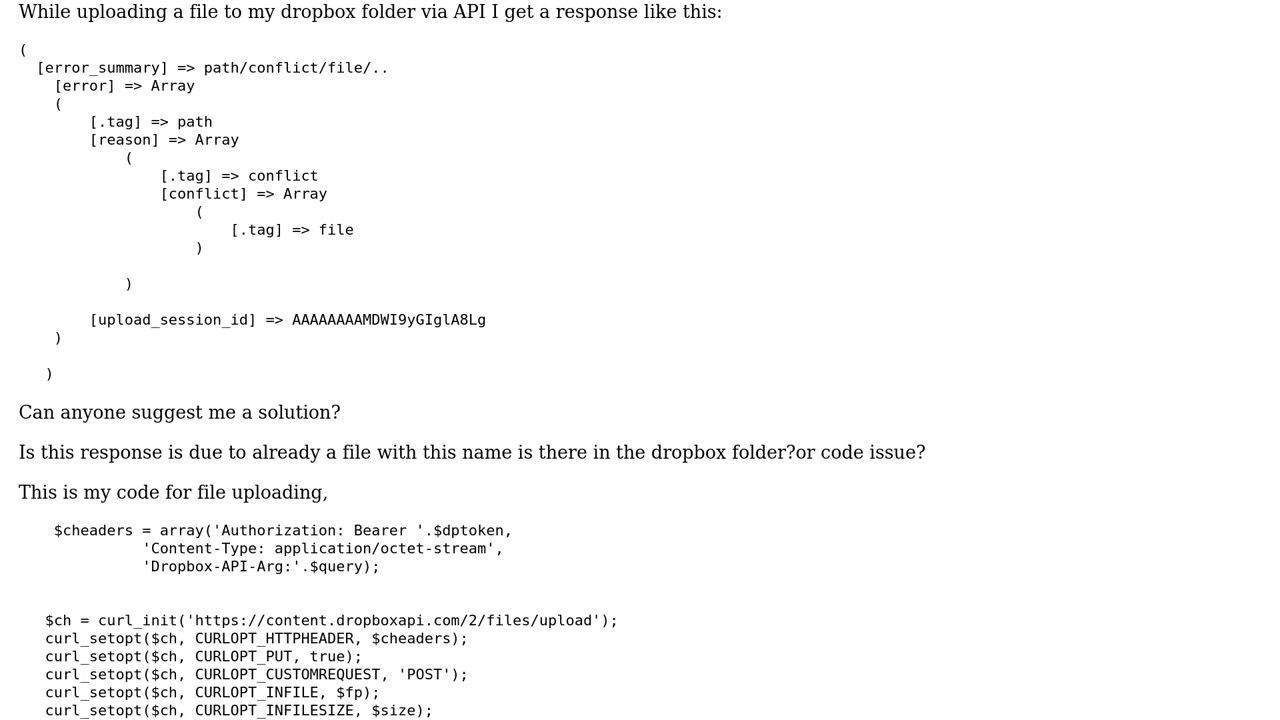 While uploading a file to my dropbox folder via API I get a response like this:
(
[error_summary] => path/conflict/file/..
[error] => Array
(
[.tag] => path
[reason] => Array
(
[.tag] => conflict
[conflict] => Array
(
[.tag] => file
)
)
[upload_session_id] => AAAAAAAAMDWI9yGIglA8Lg
)
)
Can anyone suggest me a solution?
Is this response is due to already a file with this name is there in the dropbox folder?or code issue?
This is my code for file uploading,
$cheaders = array('Authorization: Bearer '.$dptoken,
'Content-Type: application/octet-stream',
'Dropbox-API-Arg:'.$query);
$ch = curl_init('https://content.dropboxapi.com/2/files/upload');
curl_setopt($ch, CURLOPT_HTTPHEADER, $cheaders);
curl_setopt($ch, CURLOPT_PUT, true);
curl_setopt($ch, CURLOPT_CUSTOMREQUEST, 'POST');
curl_setopt($ch, CURLOPT_INFILE, $fp);
curl_setopt($ch, CURLOPT_INFILESIZE, $size);